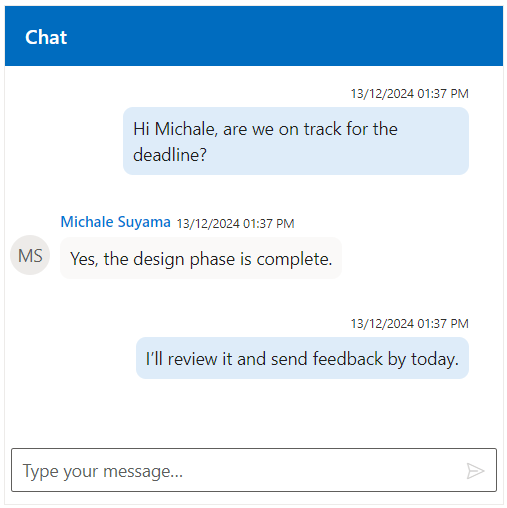 Chat
13/12/2024 01:37 PM
Hi Michale, are we on track for the
deadline?
Michale Suyama 13/12/2024 01:37 PM
MS
Yes, the design phase is complete.
13/12/2024 01:37 PM
I’ll review it and send feedback by today.
Type your message...